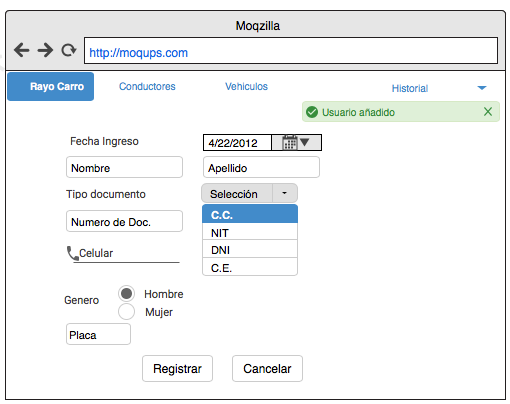 Moqzilla
http://moqups.com
Rayo Carro Conductores Vehiculos Historial
Usuario añadido
Fecha Ingreso 4/22/2012
Nombre Apellido
Tipo documento Selección
Numero de Doc. C.C.
NIT
DNI
C.E.
Celular
Genero Hombre
Mujer
Placa
Registrar Cancelar